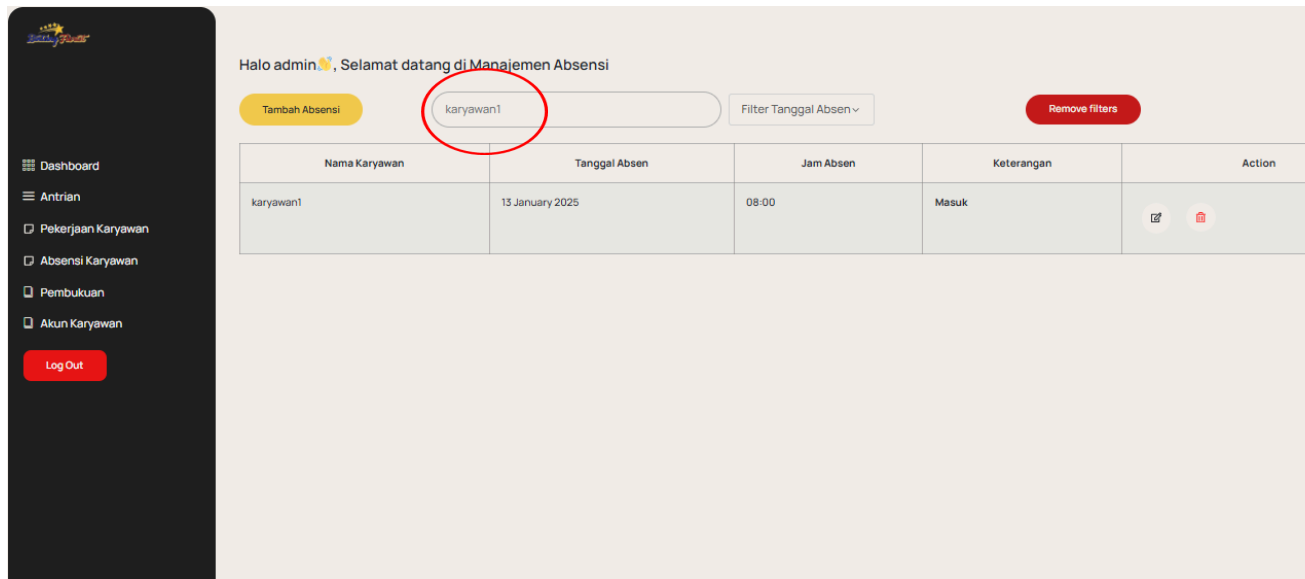 Halo admin👋, Selamat datang di Manajemen Absensi
Tambah Absensi
karyawan1
Filter Tanggal Absen
Remove filters
Dashboard
Antrian
Pekerjaan Karyawan
Absensi Karyawan
Pembukuan
Akun Karyawan
Log Out
Nama Karyawan Tanggal Absen Jam Absen Keterangan Action
karyawan1 13 January 2025 08:00 Masuk